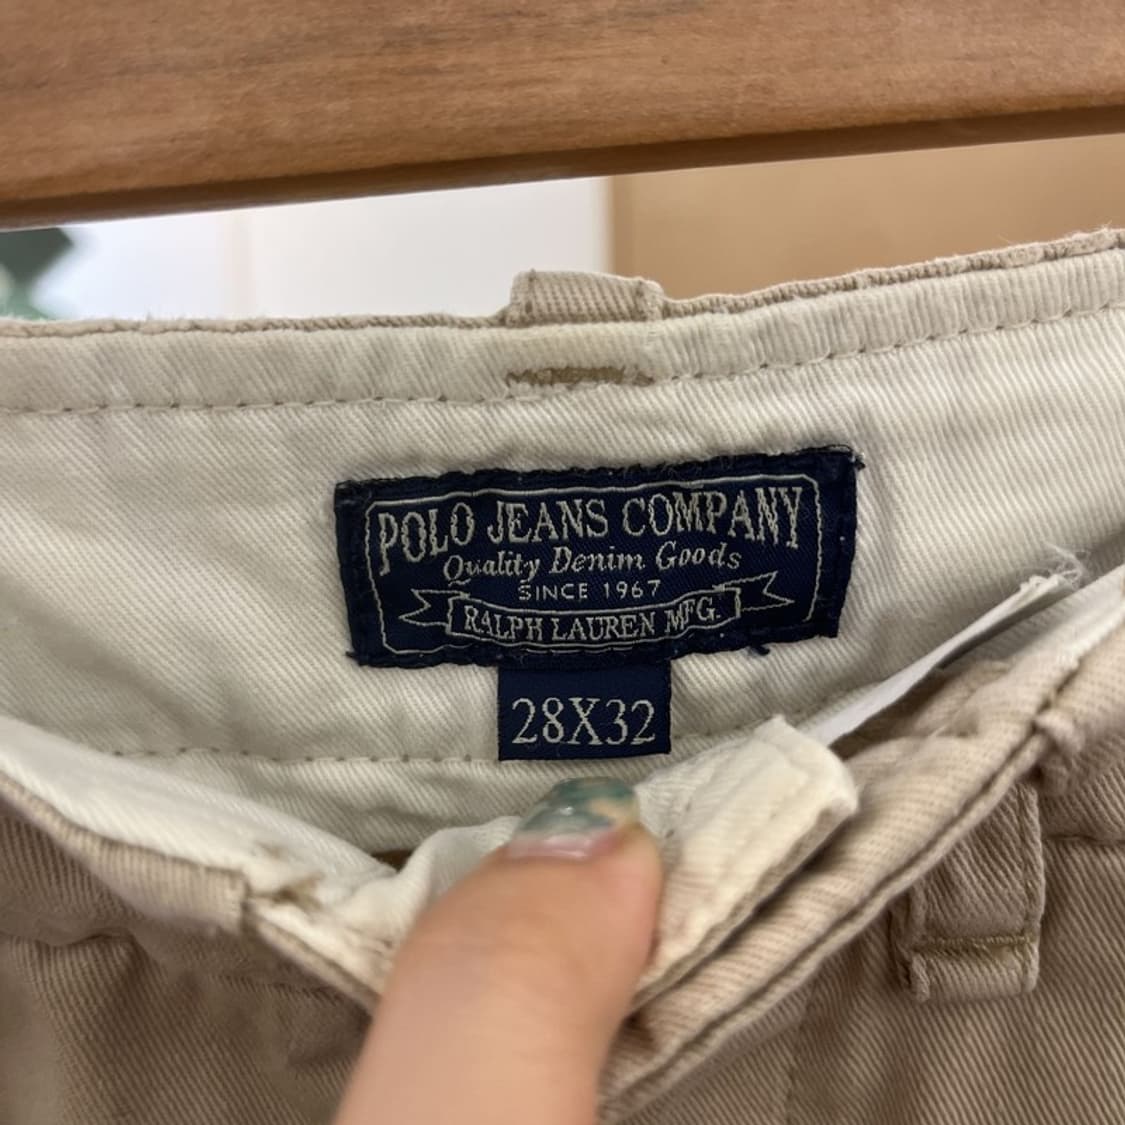 POLO JEANS COMPANY
Quality Denim Goods
SINCE 1967
RALPH LAUREN MFG.
28X32